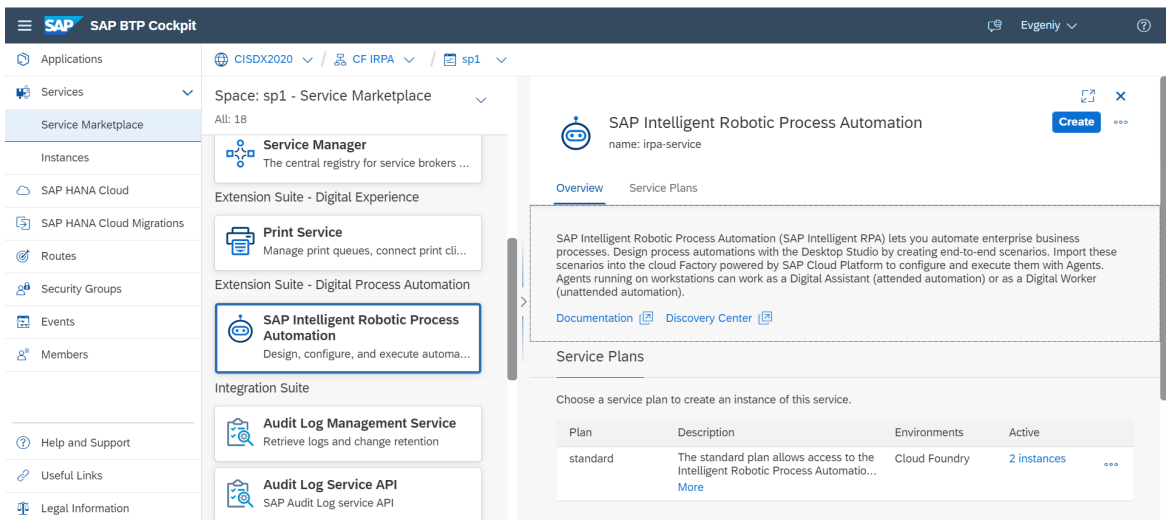 SAP SAP BTP Cockpit
Evgeniy
Applications
Services
Service Marketplace
Instances
SAP HANA Cloud
SAP HANA Cloud Migrations
Routes
Security Groups
Events
Members
Help and Support
Useful Links
Legal Information
CISDX2020 / CF IRPA / sp1
Space: sp1 - Service Marketplace
All: 18
Service Manager
The central registry for service brokers ...
Extension Suite - Digital Experience
Print Service
Manage print queues, connect print cli...
Extension Suite - Digital Process Automation
SAP Intelligent Robotic Process
Automation
Design, configure, and execute automa...
Integration Suite
Audit Log Management Service
Retrieve logs and change retention
Audit Log Service API
SAP Audit Log service API
SAP Intelligent Robotic Process Automation
name: irpa-service
Create
Overview Service Plans
SAP Intelligent Robotic Process Automation (SAP Intelligent RPA) lets you automate enterprise business
processes. Design process automations with the Desktop Studio by creating end-to-end scenarios. Import these
scenarios into the cloud Factory powered by SAP Cloud Platform to configure and execute them with Agents.
Agents running on workstations can work as a Digital Assistant (attended automation) or as a Digital Worker
(unattended automation).
Documentation Discovery Center
Service Plans
Choose a service plan to create an instance of this service.
Plan Description Environments Active
standard The standard plan allows access to the Cloud Foundry 2 instances
Intelligent Robotic Process Automatio...
More